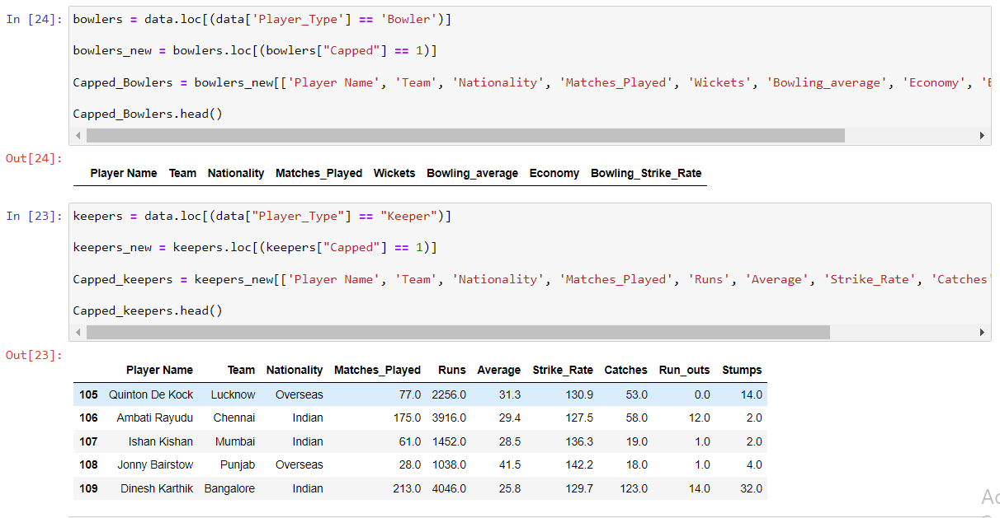 In [24]: bowlers = data.loc[(data['Player_Type'] == 'Bowler')]
bowlers_new = bowlers.loc[(bowlers["Capped"] == 1)]
Capped_Bowlers = bowlers_new[['Player Name', 'Team', 'Nationality', 'Matches_Played', 'Wickets', 'Bowling_average', 'Economy', '
Capped_Bowlers.head()
Out[24]:
Player Name Team Nationality Matches_Played Wickets Bowling_average Economy Bowling_Strike_Rate
In [23]: keepers = data.loc[(data["Player_Type"] == "Keeper")]
keepers_new = keepers.loc[(keepers["Capped"] == 1)]
Capped_keepers = keepers_new[['Player Name', 'Team', 'Nationality', 'Matches_Played', 'Runs', 'Average', 'Strike_Rate', 'Catches'
Capped_keepers.head()
Out[23]:
Player Name Team Nationality Matches_Played Runs Average Strike_Rate Catches Run_outs Stumps
105 Quinton De Kock Lucknow Overseas 77.0 2256.0 31.3 130.9 53.0 0.0 14.0
106 Ambati Rayudu Chennai Indian 175.0 3916.0 29.4 127.5 58.0 12.0 2.0
107 Ishan Kishan Mumbai Indian 61.0 1452.0 28.5 136.3 19.0 1.0 2.0
108 Jonny Bairstow Punjab Overseas 28.0 1038.0 41.5 142.2 18.0 1.0 4.0
109 Dinesh Karthik Bangalore Indian 213.0 4046.0 25.8 129.7 123.0 14.0 32.0